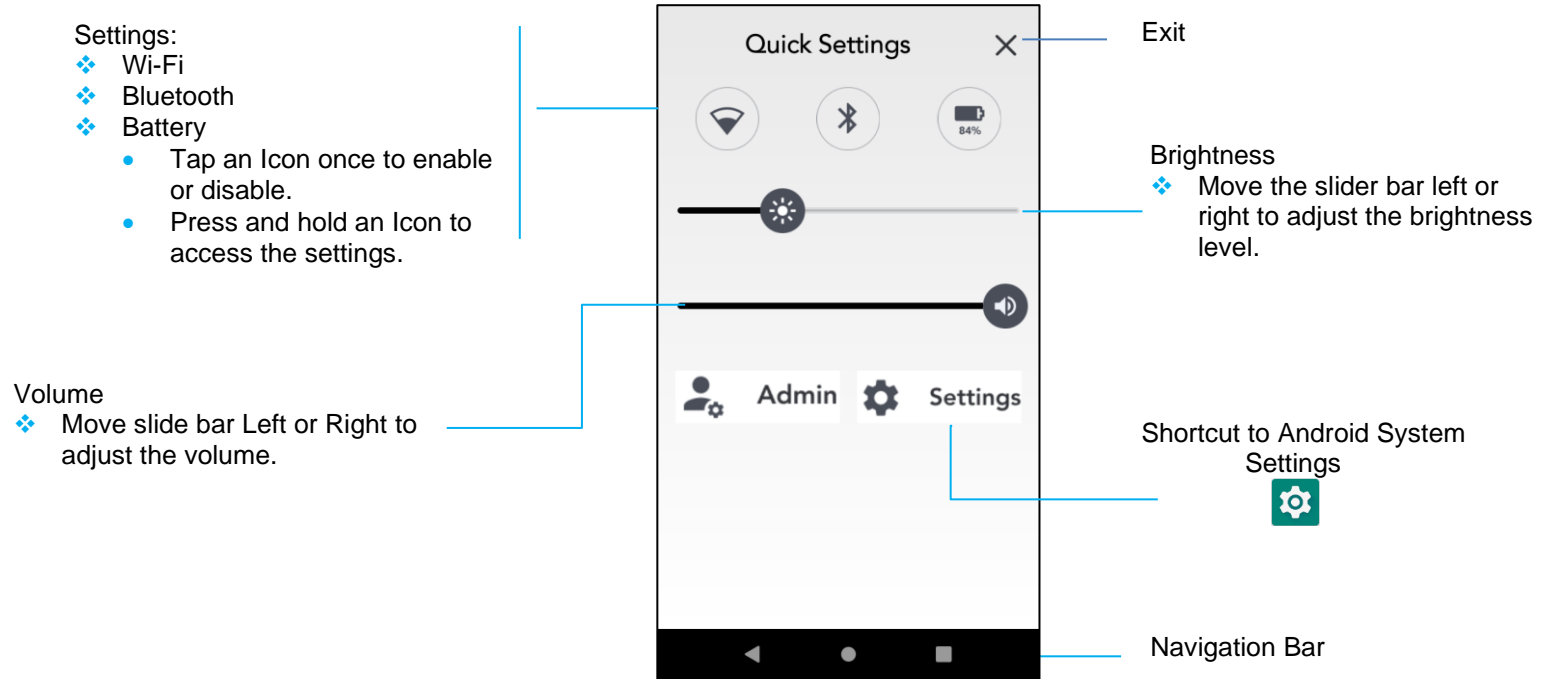 Settings:
Wi-Fi
Bluetooth
Battery
Tap an Icon once to enable
or disable.
Press and hold an Icon to
access the settings.
Volume
Move slide bar Left or Right to
adjust the volume.
Quick Settings
84%
Admin
Settings
Exit
Brightness
Move the slider bar left or
right to adjust the brightness
level.
Shortcut to Android System
Settings
Navigation Bar